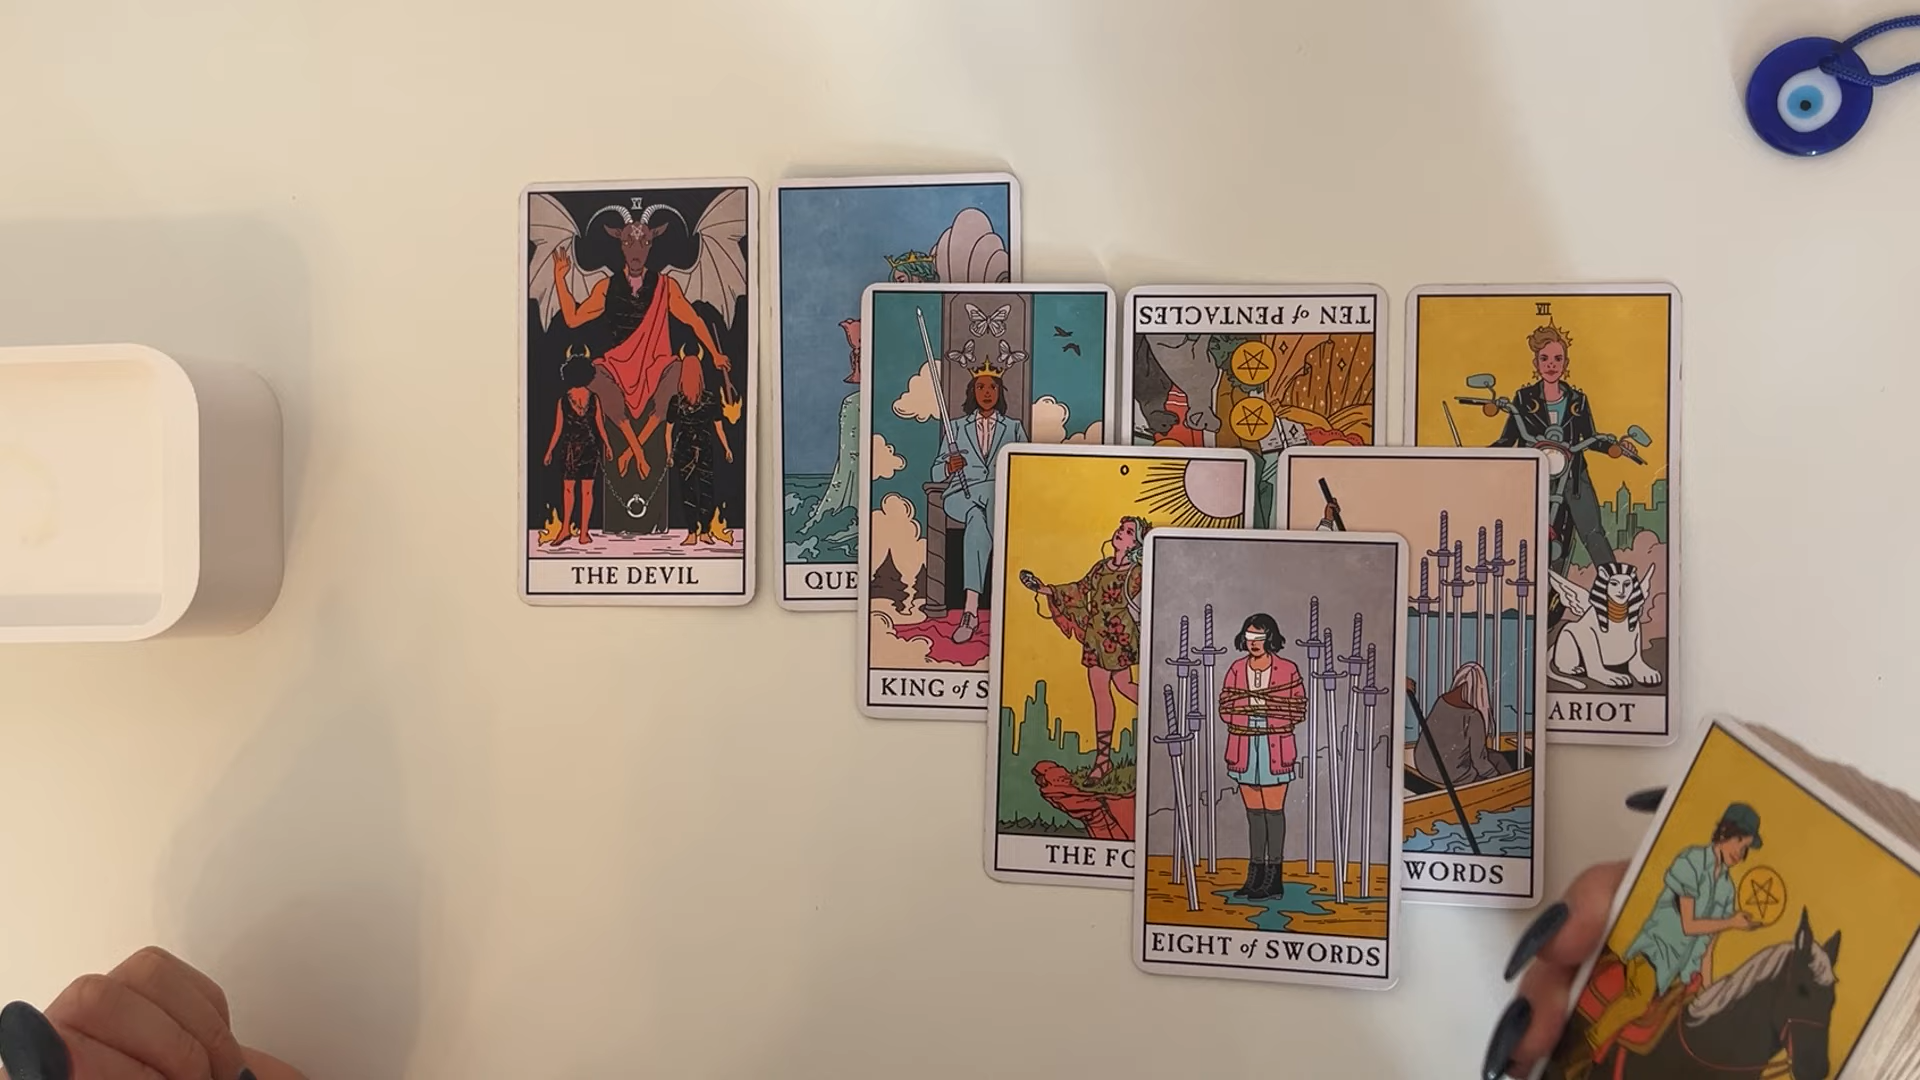 XV
THE DEVIL
QUE
KING of S
TEN of PENTACLES
VII
ARIOT
0
THE FO
WORDS
EIGHT of SWORDS